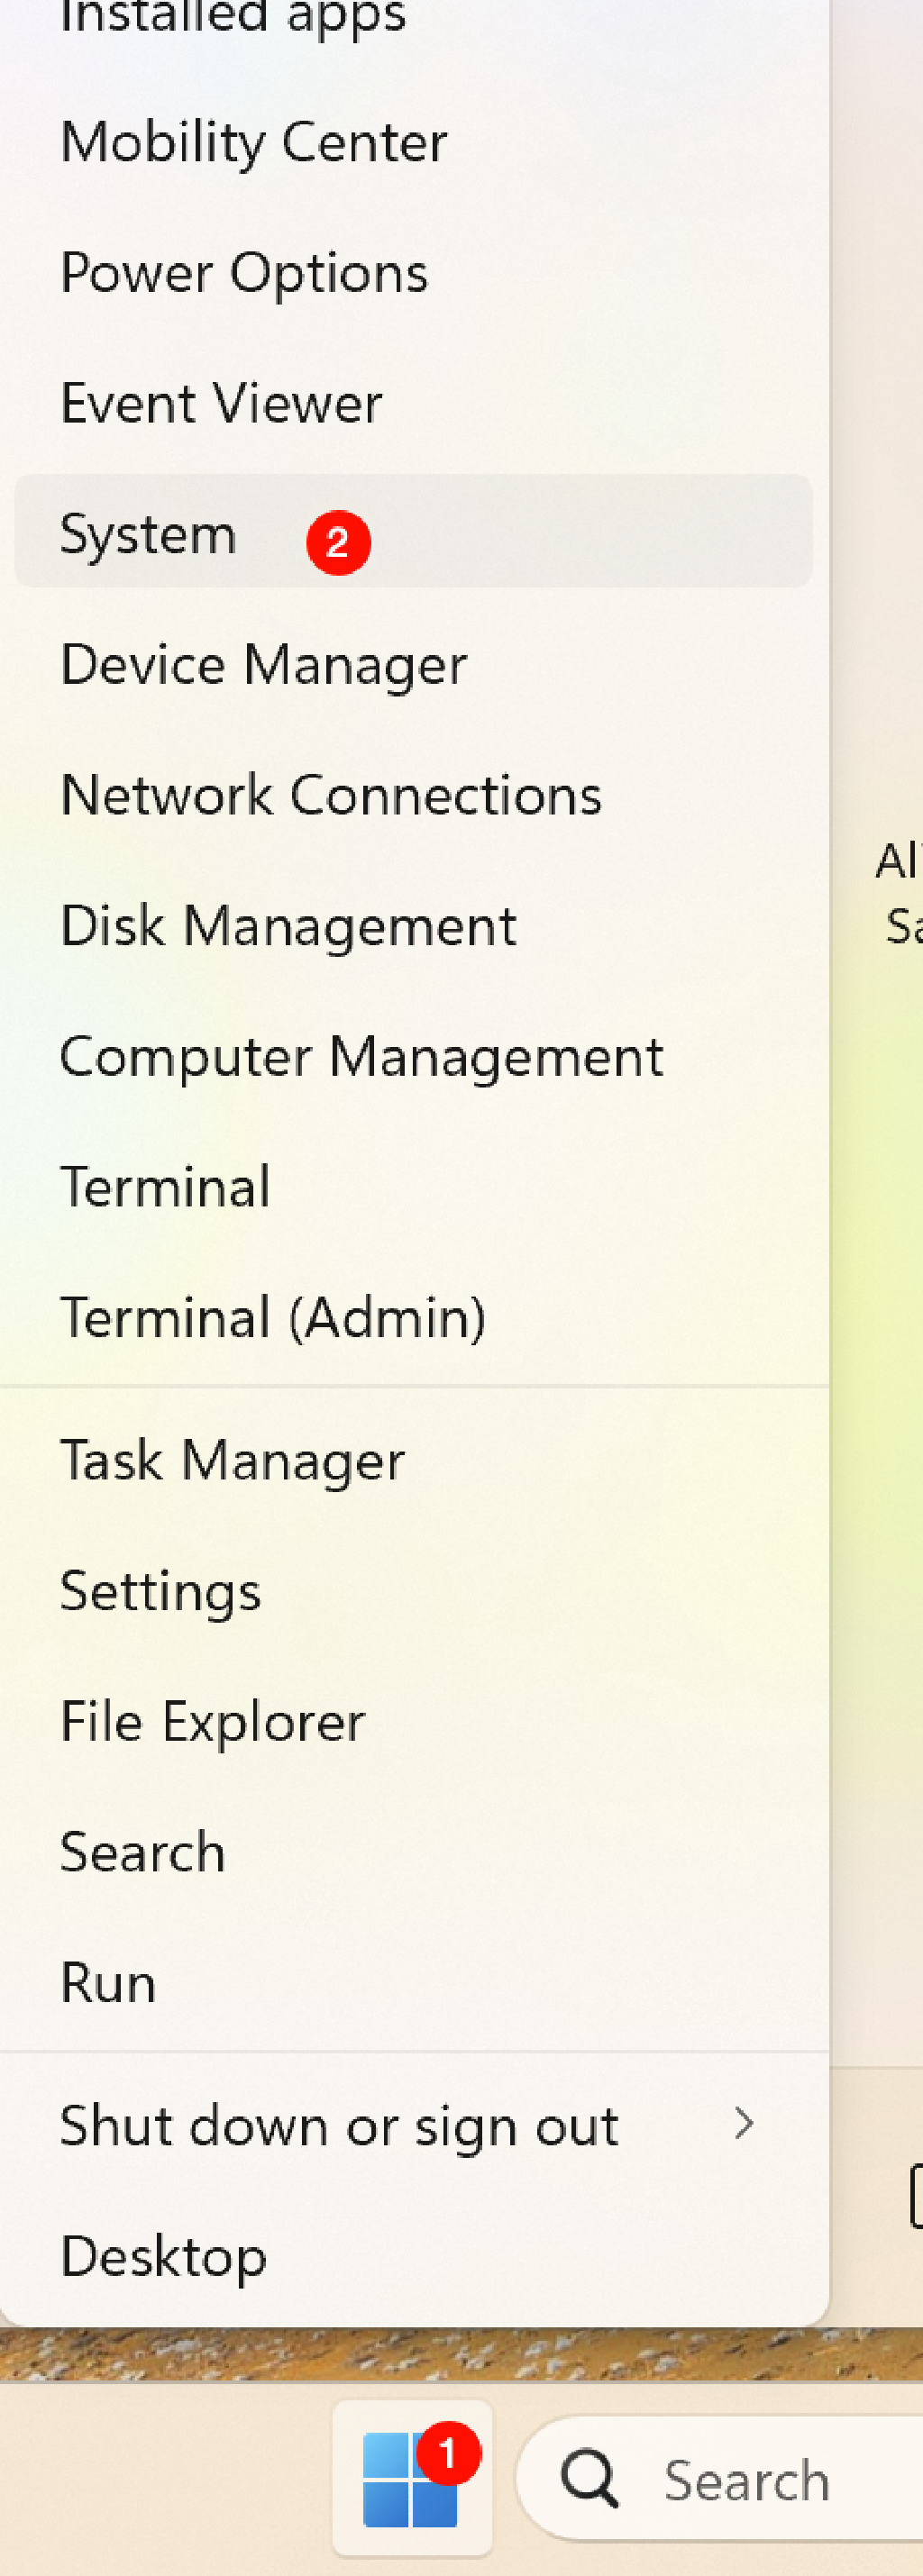 Installed apps
Mobility Center
Power Options
Event Viewer
System 2
Device Manager
Network Connections
Disk Management
Computer Management
Terminal
Terminal (Admin)
Task Manager
Settings
File Explorer
Search
Run
Shut down or sign out
Desktop
1 Search